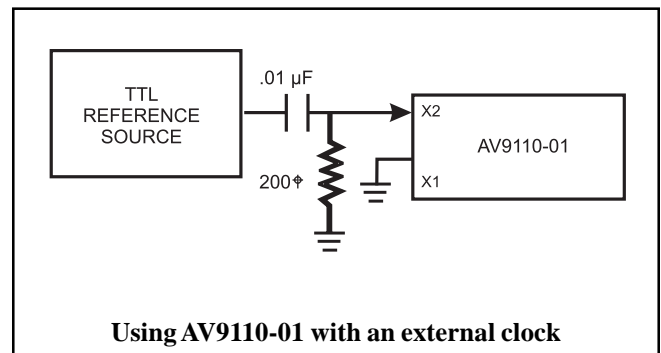 TTL
REFERENCE
SOURCE
.01 µF
200⌽
X2
AV9110-01
X1
Using AV9110-01 with an external clock